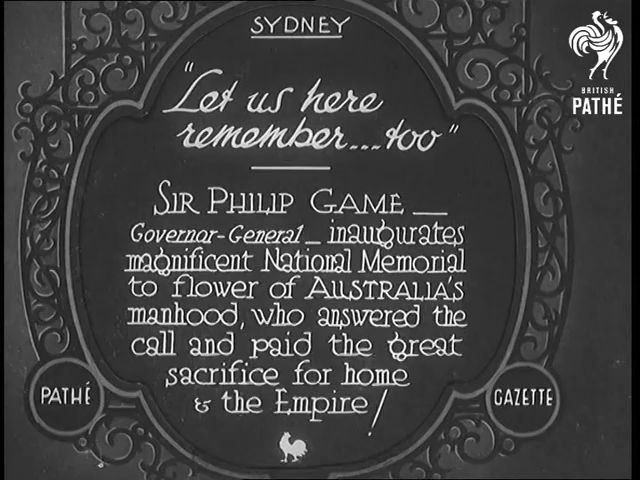 SYDNEY
BRITISH
PATHÉ
"Let us here
remember...too"
SIR PHILIP GAME —
Governor-General — inaugurates
magnificent National Memorial
to flower of AUSTRALIA'S
manhood, who answered the
call and paid the great
sacrifice for home
& the Empire!
PATHÉ
GAZETTE